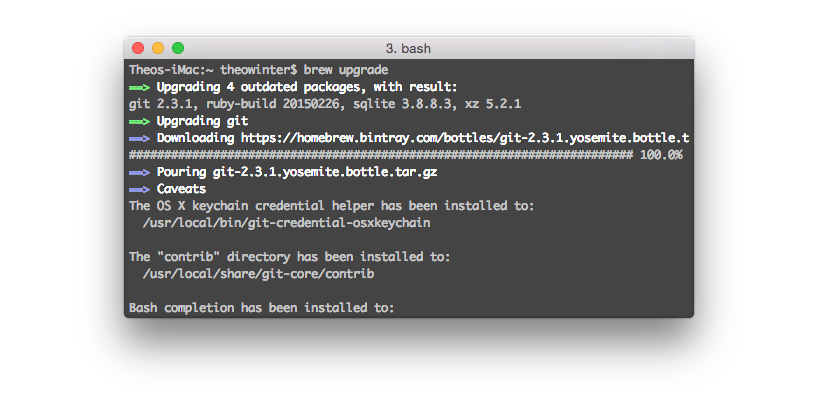 3. bash
Theos-iMac:~ theowinter$ brew upgrade
==> Upgrading 4 outdated packages, with result:
git 2.3.1, ruby-build 20150226, sqlite 3.8.8.3, xz 5.2.1
==> Upgrading git
==> Downloading https://homebrew.bintray.com/bottles/git-2.3.1.yosemite.bottle.t
######################################################################## 100.0%
==> Pouring git-2.3.1.yosemite.bottle.tar.gz
==> Caveats
The OS X keychain credential helper has been installed to:
  /usr/local/bin/git-credential-osxkeychain
The "contrib" directory has been installed to:
  /usr/local/share/git-core/contrib
Bash completion has been installed to: